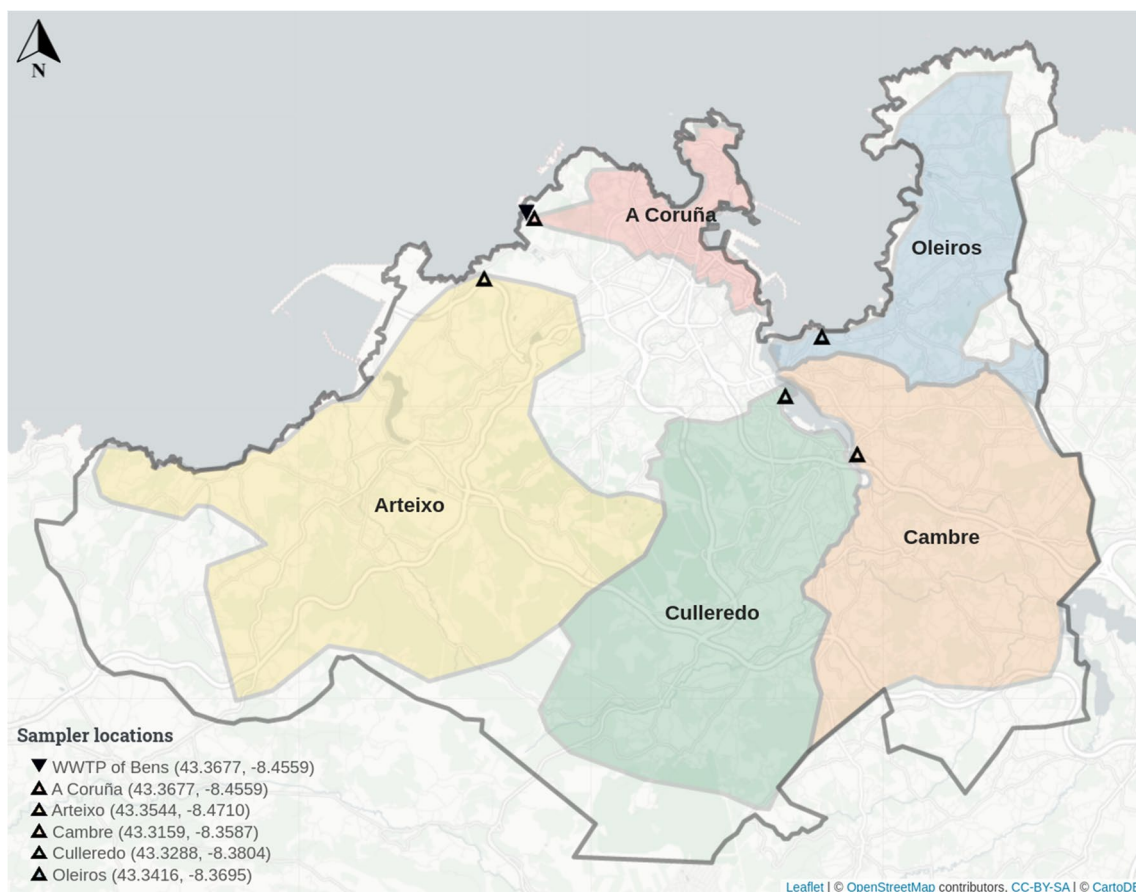 N
A Coruña
Oleiros
Arteixo
Cambre
Culleredo
Sampler locations
WWTP of Bens (43.3677, -8.4559)
A Coruña (43.3677, -8.4559)
Arteixo (43.3544, -8.4710)
Cambre (43.3159, -8.3587)
Culleredo (43.3288, -8.3804)
Oleiros (43.3416, -8.3695)
Leaflet | © OpenStreetMap contributors, CC-BY-SA | © CartoDB